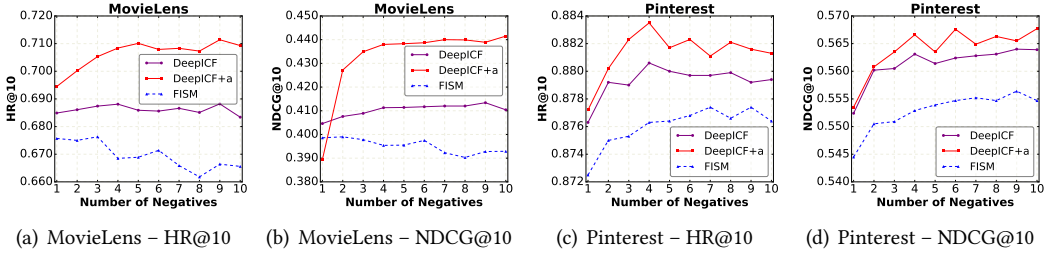 MovieLens
0.720
0.710
0.700
0.690
0.680
0.670
0.660
HR@10
DeepICF
DeepICF+a
FISM
1 2 3 4 5 6 7 8 9 10
Number of Negatives
(a) MovieLens – HR@10
MovieLens
0.450
0.440
0.430
0.420
0.410
0.400
0.390
0.380
NDCG@10
DeepICF
DeepICF+a
FISM
1 2 3 4 5 6 7 8 9 10
Number of Negatives
(b) MovieLens – NDCG@10
Pinterest
0.884
0.882
0.880
0.878
0.876
0.874
0.872
HR@10
DeepICF
DeepICF+a
FISM
1 2 3 4 5 6 7 8 9 10
Number of Negatives
(c) Pinterest – HR@10
Pinterest
0.570
0.565
0.560
0.555
0.550
0.545
0.540
NDCG@10
DeepICF
DeepICF+a
FISM
1 2 3 4 5 6 7 8 9 10
Number of Negatives
(d) Pinterest – NDCG@10